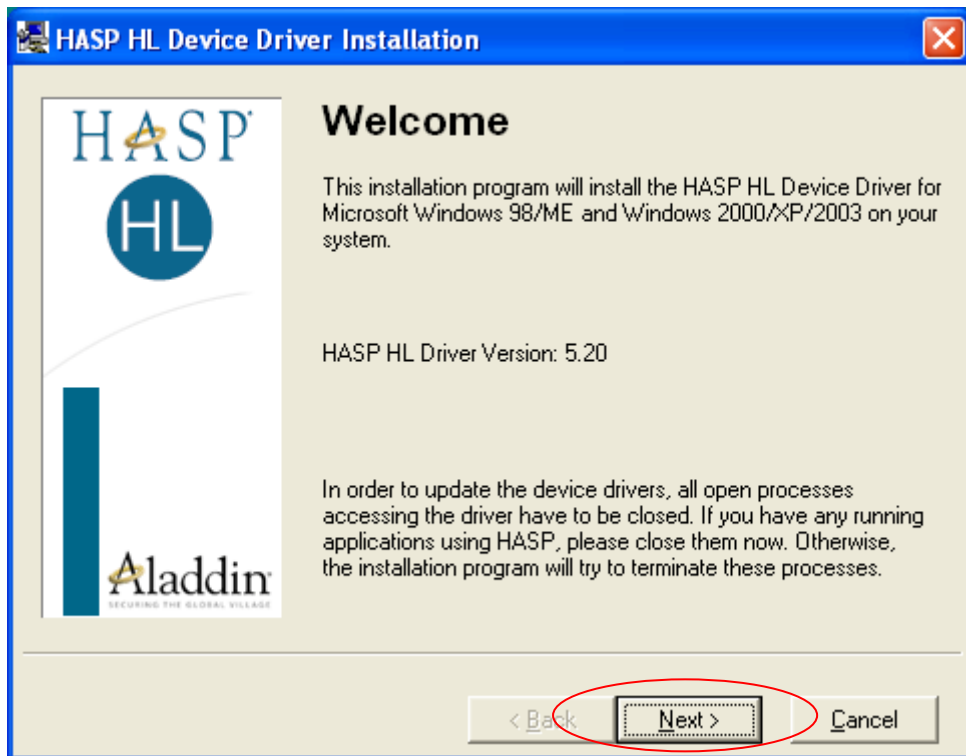 HASP HL Device Driver Installation
HASP
HL
Aladdin
SECURING THE GLOBAL VILLAGE
Welcome
This installation program will install the HASP HL Device Driver for
Microsoft Windows 98/ME and Windows 2000/XP/2003 on your
system.
HASP HL Driver Version: 5.20
In order to update the device drivers, all open processes
accessing the driver have to be closed. If you have any running
applications using HASP, please close them now. Otherwise,
the installation program will try to terminate these processes.
< Back Next > Cancel